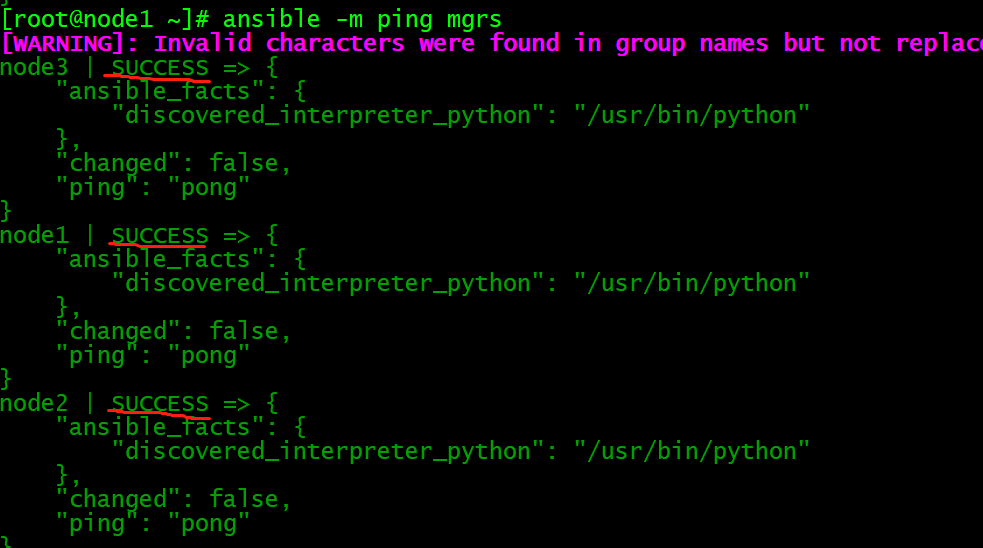 }
[root@node1 ~]# ansible -m ping mgrs
[WARNING]: Invalid characters were found in group names but not replace
node3 | SUCCESS => {
    "ansible_facts": {
        "discovered_interpreter_python": "/usr/bin/python"
    },
    "changed": false,
    "ping": "pong"
}
node1 | SUCCESS => {
    "ansible_facts": {
        "discovered_interpreter_python": "/usr/bin/python"
    },
    "changed": false,
    "ping": "pong"
}
node2 | SUCCESS => {
    "ansible_facts": {
        "discovered_interpreter_python": "/usr/bin/python"
    },
    "changed": false,
    "ping": "pong"
}